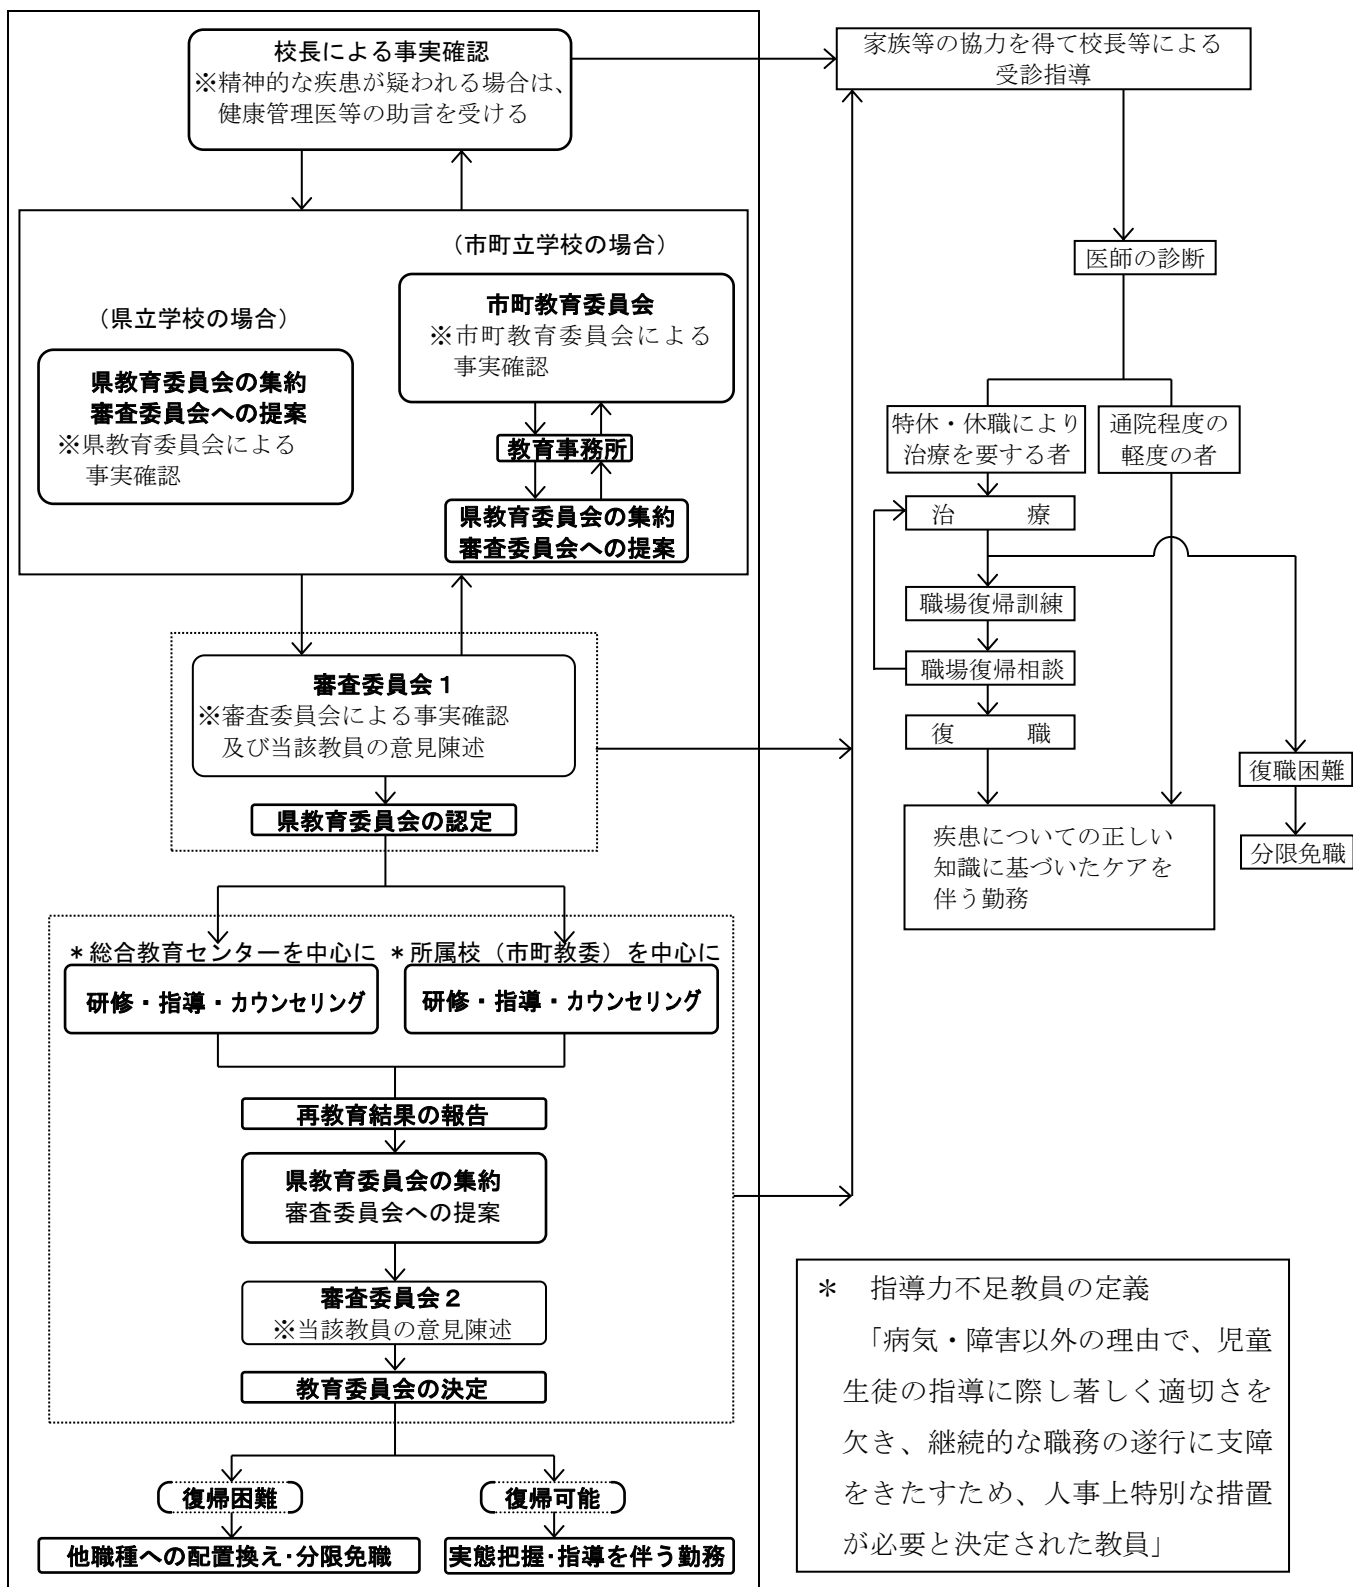 校長による事実確認
※精神的な疾患が疑われる場合は、
健康管理医等の助言を受ける
家族等の協力を得て校長等による
受診指導
(市町立学校の場合)
(県立学校の場合)
市町教育委員会
※市町教育委員会による
事実確認
県教育委員会の集約
審査委員会への提案
※県教育委員会による
事実確認
教育事務所
県教育委員会の集約
審査委員会への提案
医師の診断
特休・休職により
治療を要する者
通院程度の
軽度の者
治　　療
職場復帰訓練
職場復帰相談
復　　職
復職困難
分限免職
疾患についての正しい
知識に基づいたケアを
伴う勤務
審査委員会1
※審査委員会による事実確認
及び当該教員の意見陳述
県教育委員会の認定
*総合教育センターを中心に
研修・指導・カウンセリング
*所属校(市町教委)を中心に
研修・指導・カウンセリング
再教育結果の報告
県教育委員会の集約
審査委員会への提案
審査委員会2
※当該教員の意見陳述
教育委員会の決定
復帰困難
復帰可能
他職種への配置換え・分限免職
実態把握・指導を伴う勤務
*　指導力不足教員の定義
「病気・障害以外の理由で、児童
生徒の指導に際し著しく適切さを
欠き、継続的な職務の遂行に支障
をきたすため、人事上特別な措置
が必要と決定された教員」